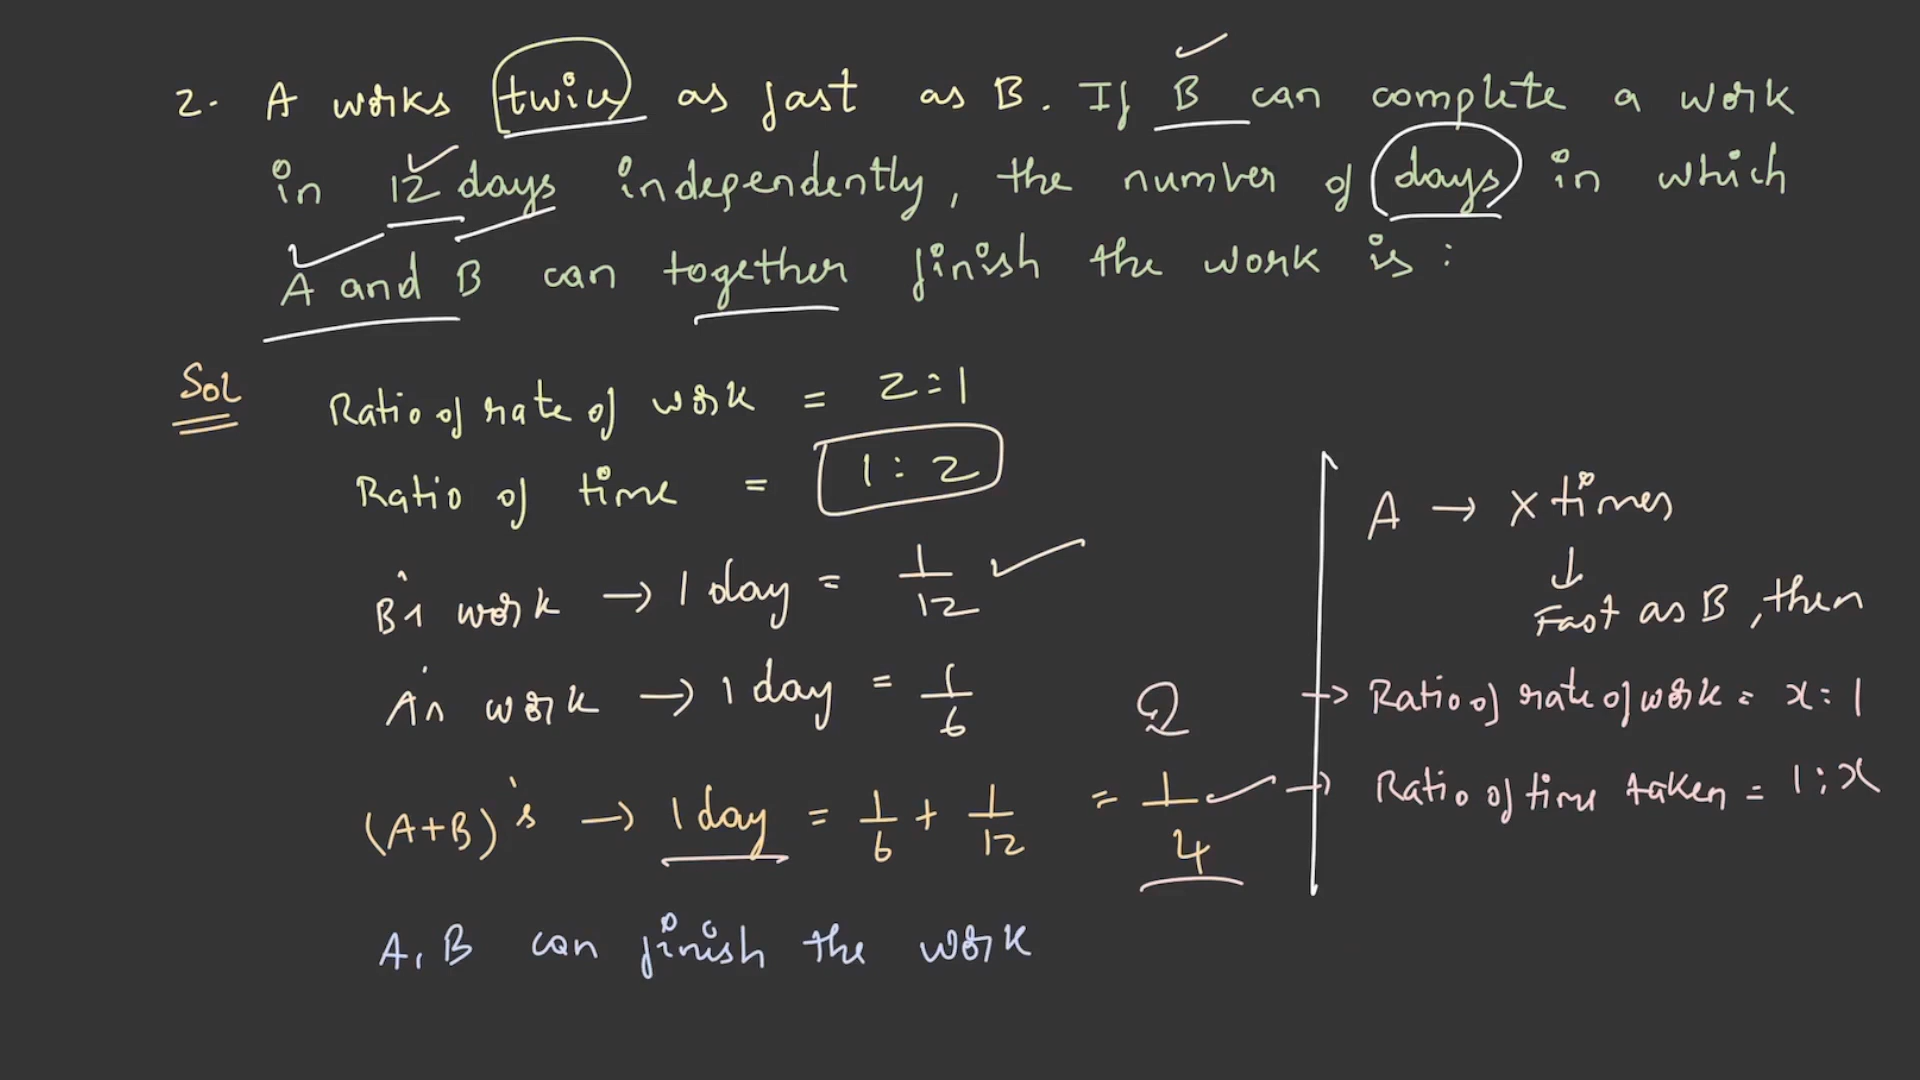 2. A works twice as fast as B. If B can complete a work
in 12 days independently, the number of days in which
A and B can together finish the work is :
Sol
Ratio of rate of work = 2:1
Ratio of time = 1 : 2
B's work → 1 day = 1/12
A's work → 1 day = 1/6
2
(A+B)'s → 1 day = 1/6 + 1/12 = 1/4
A, B can finish the work
A → x times
↓
Fast as B, then
→ Ratio of rate of work = x : 1
→ Ratio of time taken = 1 : x